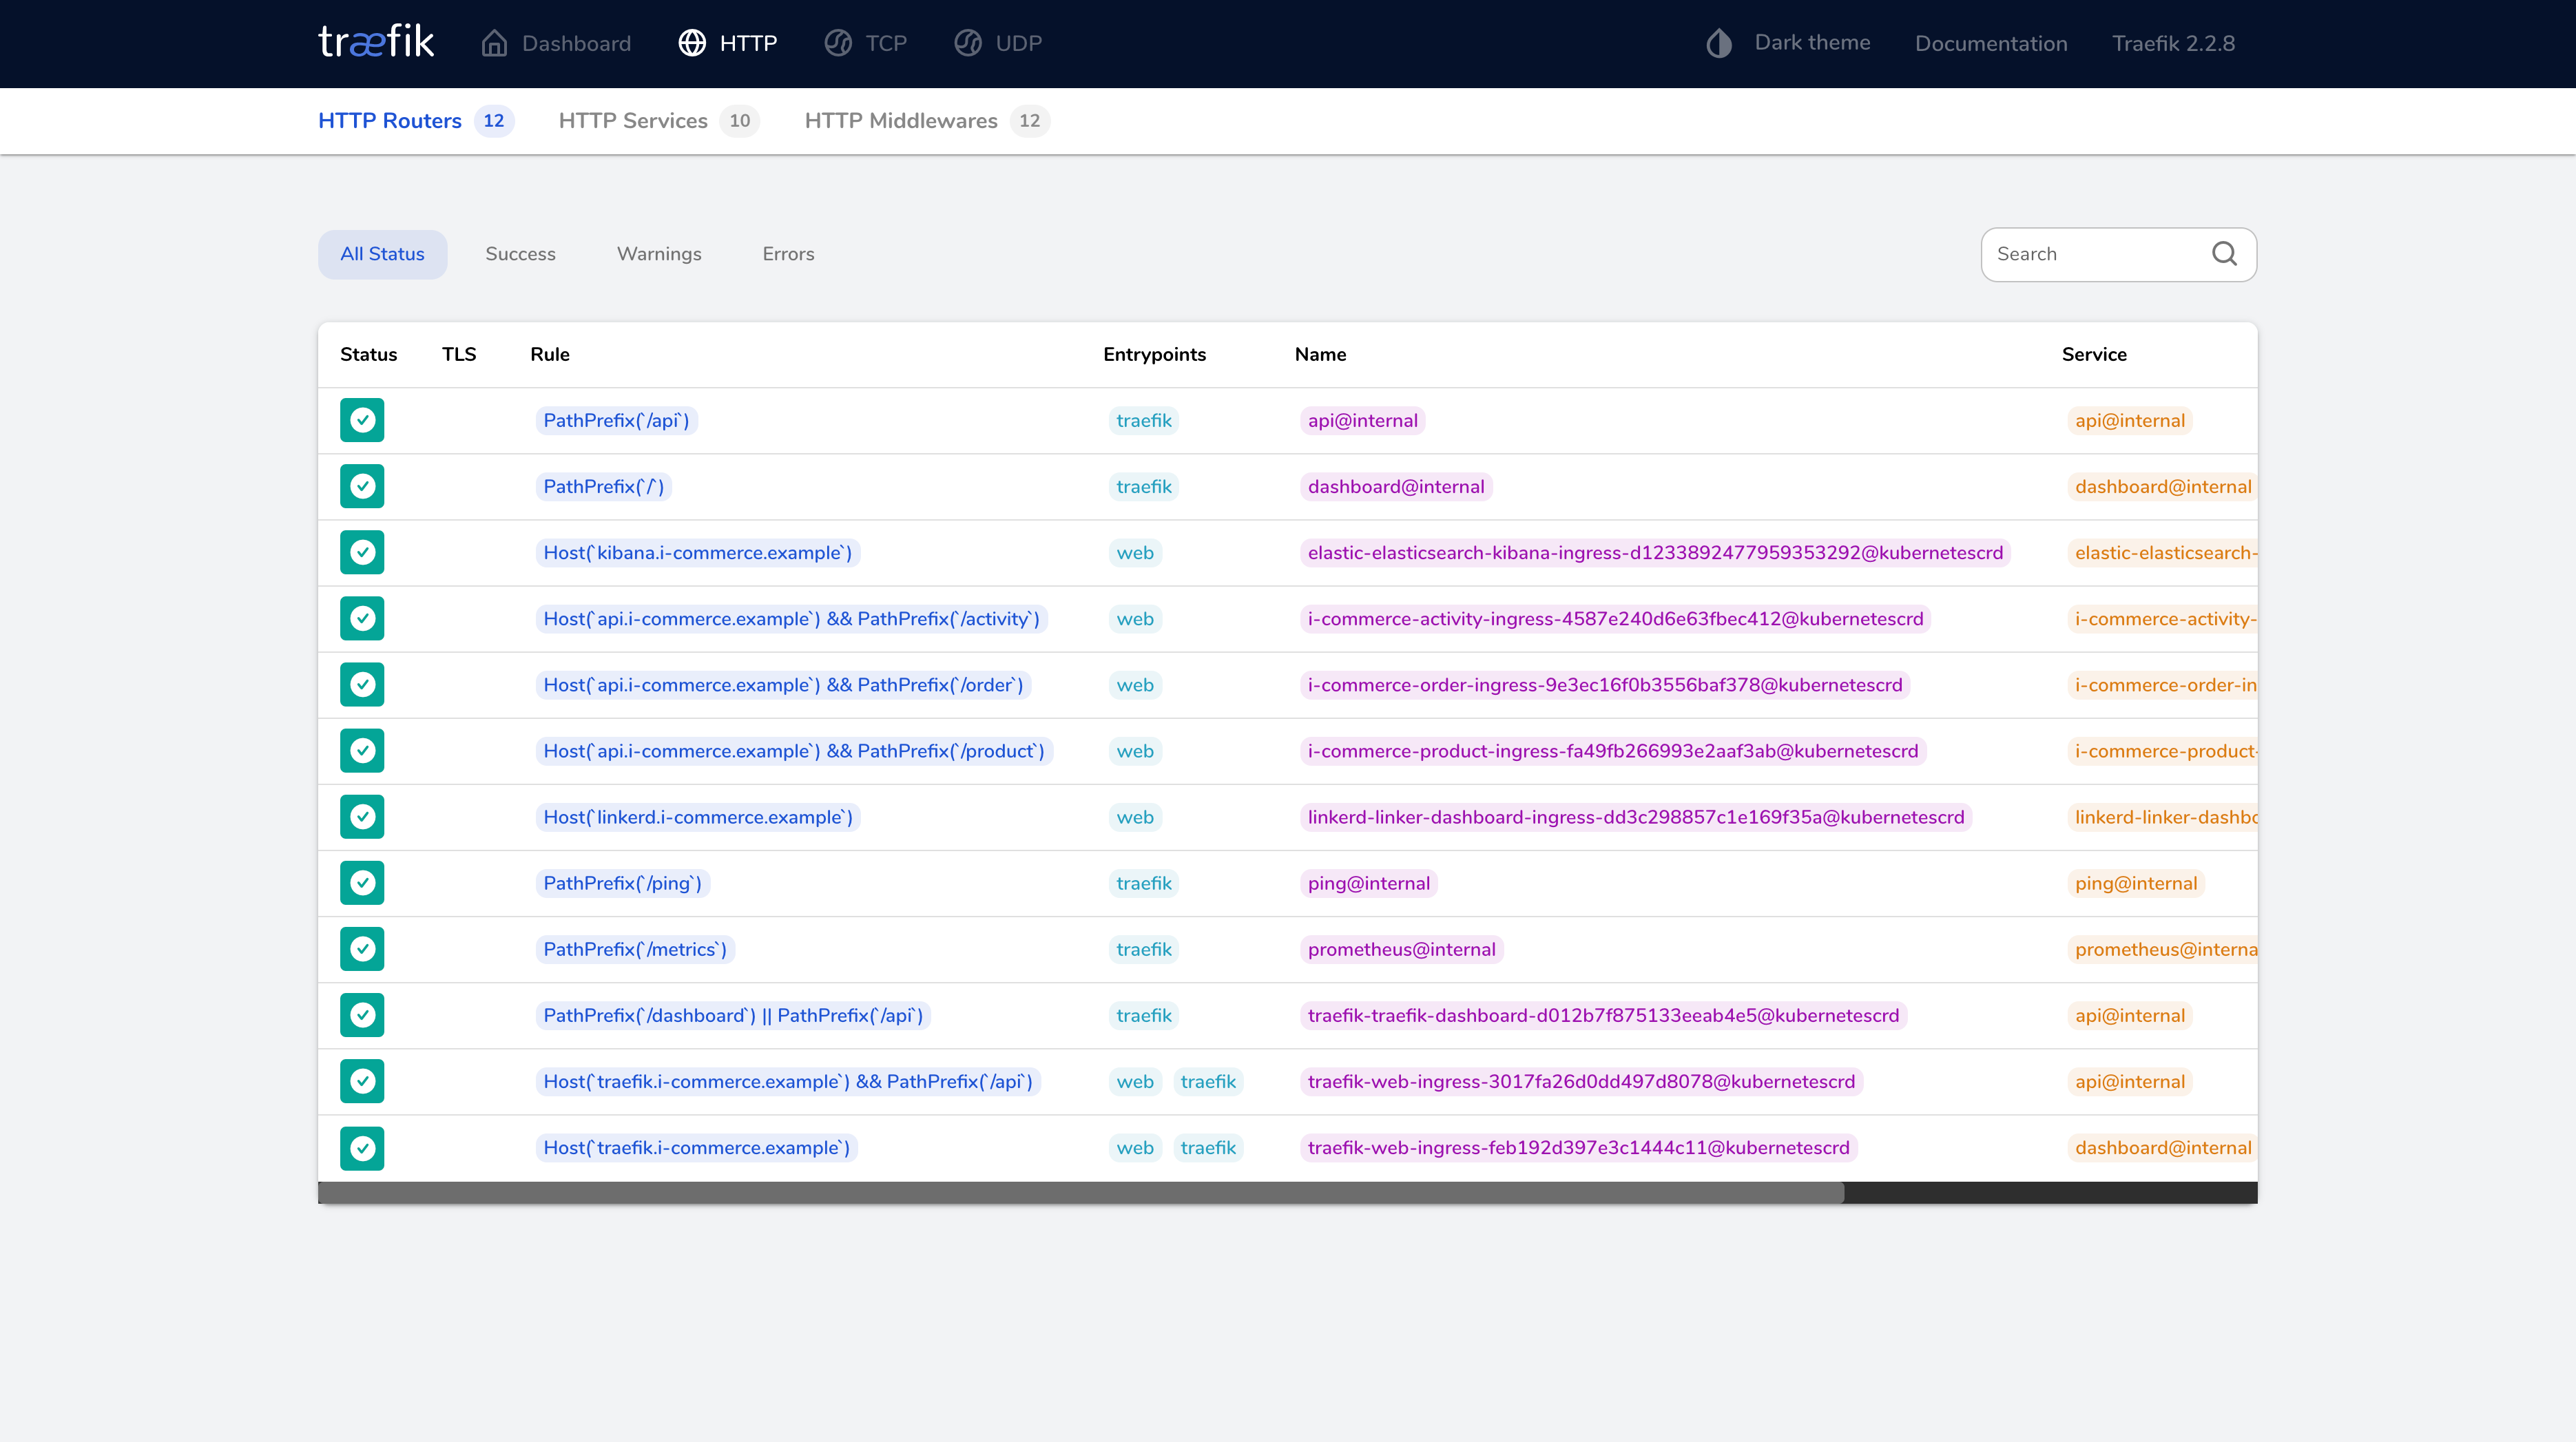 træfik Dashboard HTTP TCP UDP Dark theme Documentation Traefik 2.2.8
HTTP Routers 12 HTTP Services 10 HTTP Middlewares 12
All Status Success Warnings Errors Search
Status TLS Rule Entrypoints Name Service
PathPrefix(`/api`) traefik api@internal api@internal
PathPrefix(`/`) traefik dashboard@internal dashboard@internal
Host(`kibana.i-commerce.example`) web elastic-elasticsearch-kibana-ingress-d1233892477959353292@kubernetescrd elastic-elasticsearch-
Host(`api.i-commerce.example`) && PathPrefix(`/activity`) web i-commerce-activity-ingress-4587e240d6e63fbec412@kubernetescrd i-commerce-activity-
Host(`api.i-commerce.example`) && PathPrefix(`/order`) web i-commerce-order-ingress-9e3ec16f0b3556baf378@kubernetescrd i-commerce-order-in
Host(`api.i-commerce.example`) && PathPrefix(`/product`) web i-commerce-product-ingress-fa49fb266993e2aaf3ab@kubernetescrd i-commerce-product-
Host(`linkerd.i-commerce.example`) web linkerd-linker-dashboard-ingress-dd3c298857c1e169f35a@kubernetescrd linkerd-linker-dashbo
PathPrefix(`/ping`) traefik ping@internal ping@internal
PathPrefix(`/metrics`) traefik prometheus@internal prometheus@interna
PathPrefix(`/dashboard`) || PathPrefix(`/api`) traefik traefik-traefik-dashboard-d012b7f875133eeab4e5@kubernetescrd api@internal
Host(`traefik.i-commerce.example`) && PathPrefix(`/api`) web traefik traefik-web-ingress-3017fa26d0dd497d8078@kubernetescrd api@internal
Host(`traefik.i-commerce.example`) web traefik traefik-web-ingress-feb192d397e3c1444c11@kubernetescrd dashboard@internal